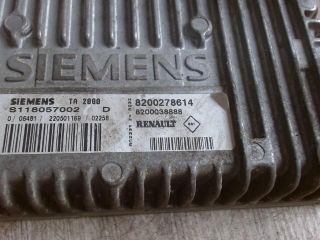 SIEMENS
SIEMENS TA 2000
S118057002 D
0 / 06481 / 220501169 / 02258
8200278614
8200038888
RENAULT